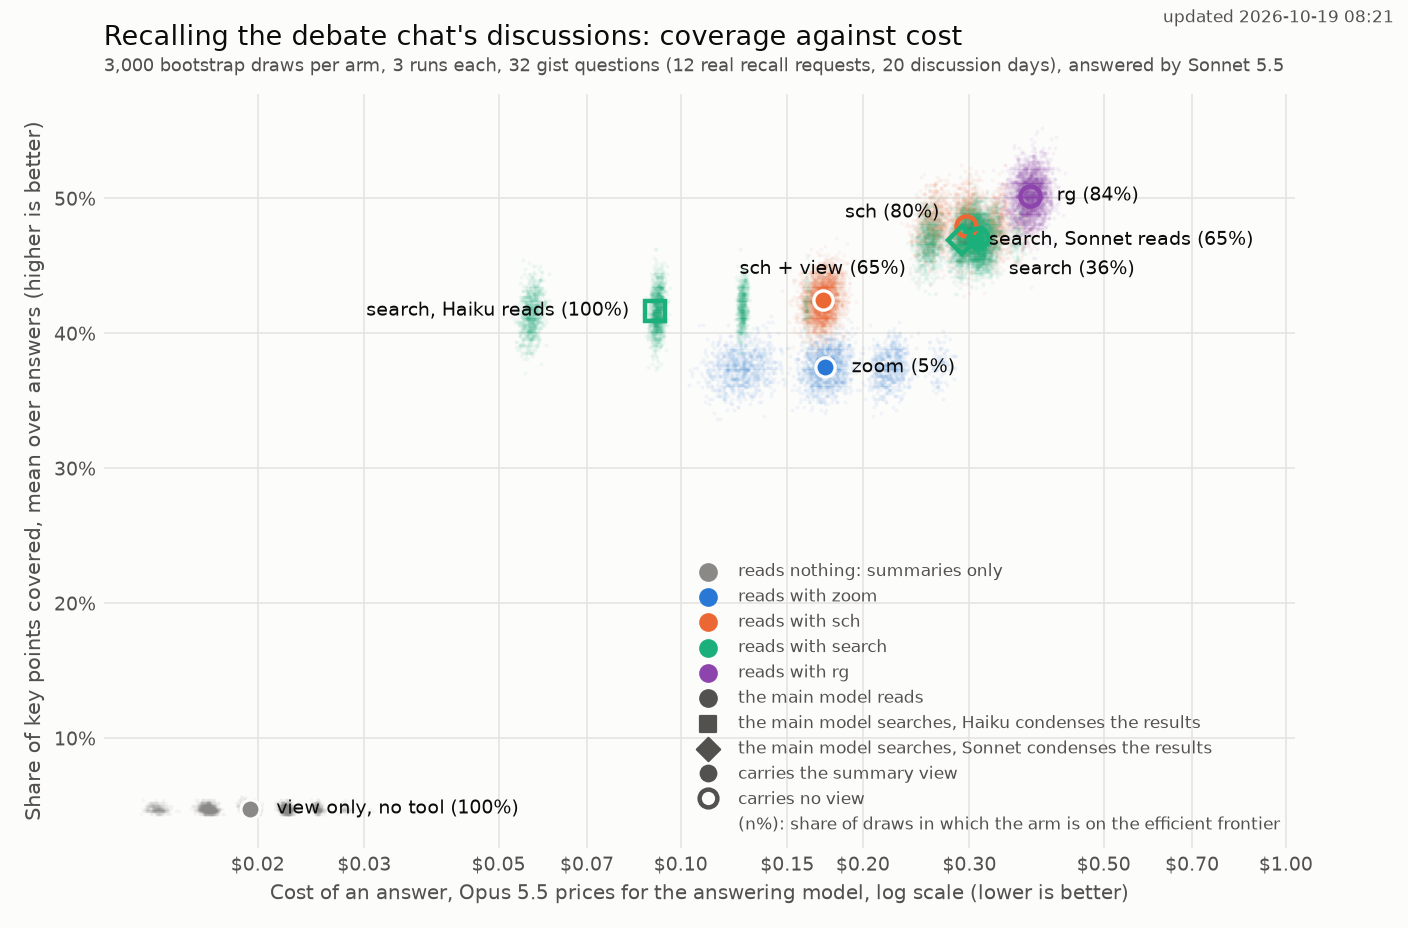 updated 2026-10-19 08:21
Recalling the debate chat's discussions: coverage against cost
3,000 bootstrap draws per arm, 3 runs each, 32 gist questions (12 real recall requests, 20 discussion days), answered by Sonnet 5.5
Share of key points covered, mean over answers (higher is better)
50%
40%
30%
20%
10%
rg (84%)
sch (80%)
search, Sonnet reads (65%)
sch + view (65%)
search (36%)
search, Haiku reads (100%)
zoom (5%)
view only, no tool (100%)
reads nothing: summaries only
reads with zoom
reads with sch
reads with search
reads with rg
the main model reads
the main model searches, Haiku condenses the results
the main model searches, Sonnet condenses the results
carries the summary view
carries no view
(n%): share of draws in which the arm is on the efficient frontier
$0.02 $0.03 $0.05 $0.07 $0.10 $0.15 $0.20 $0.30 $0.50 $0.70 $1.00
Cost of an answer, Opus 5.5 prices for the answering model, log scale (lower is better)